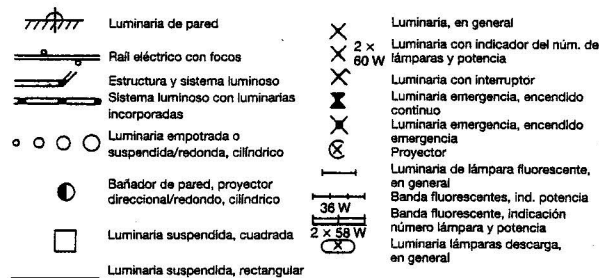 Luminaria de pared
Raíl eléctrico con focos
Estructura y sistema luminoso
Sistema luminoso con luminarias
incorporadas
Luminaria empotrada o
suspendida/redonda, cilíndrico
Bañador de pared, proyector
direccional/redondo, cilíndrico
Luminaria suspendida, cuadrada
Luminaria suspendida, rectangular
Luminaria, en general
2 ×
60 W
Luminaria con indicador del núm. de
lámparas y potencia
Luminaria con interruptor
Luminaria emergencia, encendido
continuo
Luminaria emergencia, encendido
emergencia
Proyector
Luminaria de lámpara fluorescente,
en general
Banda fluorescentes, ind. potencia
36 W
Banda fluorescente, indicación
número lámpara y potencia
2 × 58 W
Luminaria lámparas descarga,
en general